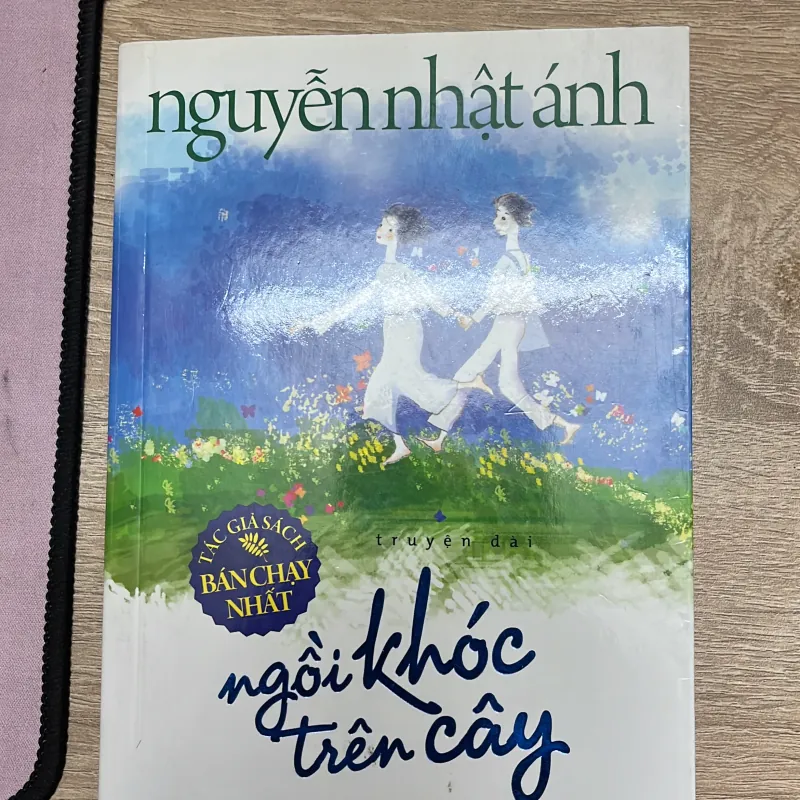 nguyễn nhật ánh
truyện dài
TÁC GIẢ SÁCH
BÁN CHẠY
NHẤT
ngồi khóc
trên cây